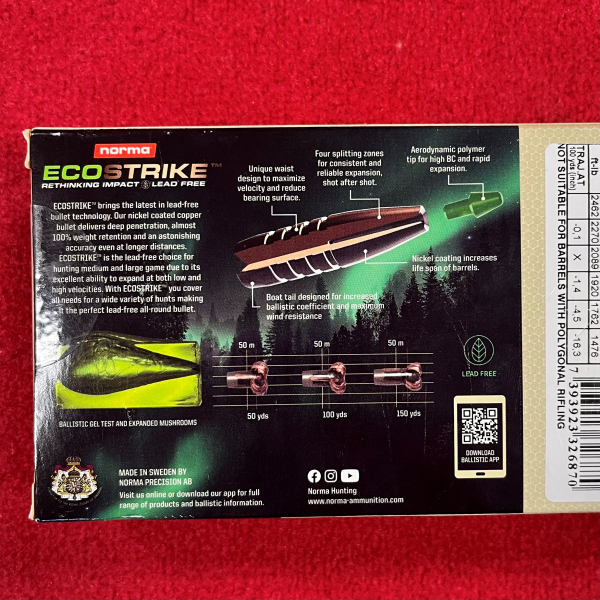 norma
ECOSTRIKE™
RETHINKING IMPACT LEAD FREE
ECOSTRIKE™ brings the latest in lead-free
bullet technology. Our nickel coated copper
bullet delivers deep penetration, almost
100% weight retention and an astonishing
accuracy even at longer distances.
ECOSTRIKE™ is the lead-free choice for
hunting medium and large game due to its
excellent ability to expand at both low and
high velocities. With ECOSTRIKE™ you cover
all needs for a wide variety of hunts making
it the perfect lead-free all-round bullet.
Unique waist
design to maximize
velocity and reduce
bearing surface.
Four splitting zones
for consistent and
reliable expansion,
shot after shot.
Aerodynamic polymer
tip for high BC and rapid
expansion.
Nickel coating increases
life span of barrels.
Boat tail designed for increased
ballistic coefficient and maximum
wind resistance
50 m
50 m
50 m
50 yds
100 yds
150 yds
LEAD FREE
BALLISTIC GEL TEST AND EXPANDED MUSHROOMS
DOWNLOAD
BALLISTIC APP
MADE IN SWEDEN BY
NORMA PRECISION AB
Visit us online or download our app for full
range of products and ballistic information.
Norma Hunting
www.norma-ammunition.com
ft-lb 2462 2270 2089 1920 1762 1476
TRAJ. AT
100 yds (inch) -0,1 X -1,4 -4,5 -16,3
NOT SUITABLE FOR BARRELS WITH POLYGONAL RIFLING
7 393923 326870